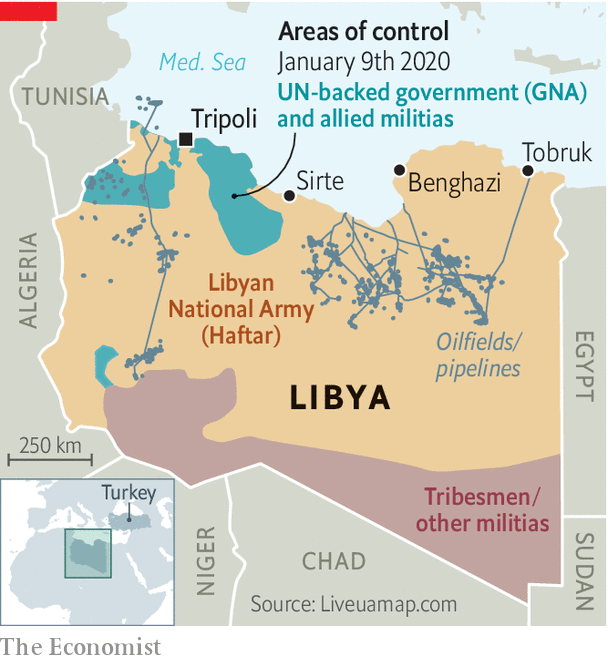 Areas of control
January 9th 2020
UN-backed government (GNA)
and allied militias
Med. Sea
TUNISIA
Tripoli
Sirte
Benghazi
Tobruk
ALGERIA
Libyan
National Army
(Haftar)
Oilfields/
pipelines
EGYPT
LIBYA
250 km
Tribesmen/
other militias
Turkey
NIGER
CHAD
SUDAN
Source: Liveuamap.com
The Economist